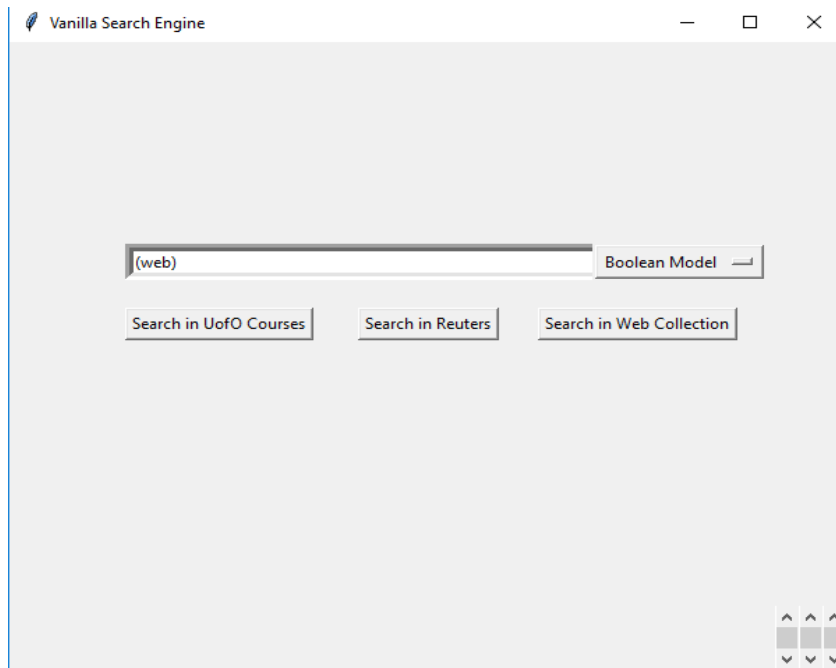 Vanilla Search Engine
(web) Boolean Model
Search in UofO Courses Search in Reuters Search in Web Collection